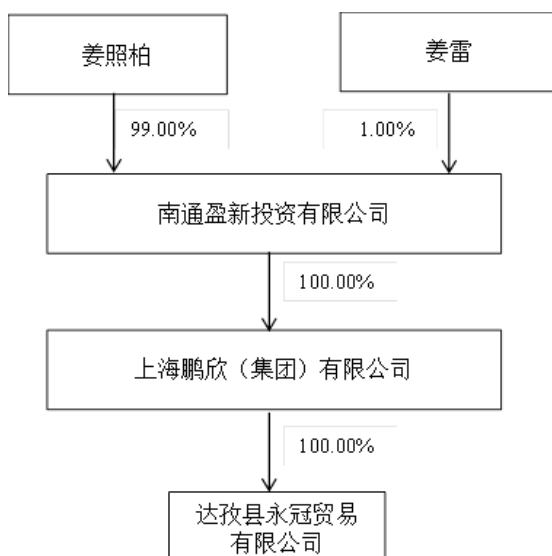 姜照柏
姜雷
99.00%
1.00%
南通盈新投资有限公司
100.00%
上海鹏欣（集团）有限公司
100.00%
达孜县永冠贸易
有限公司